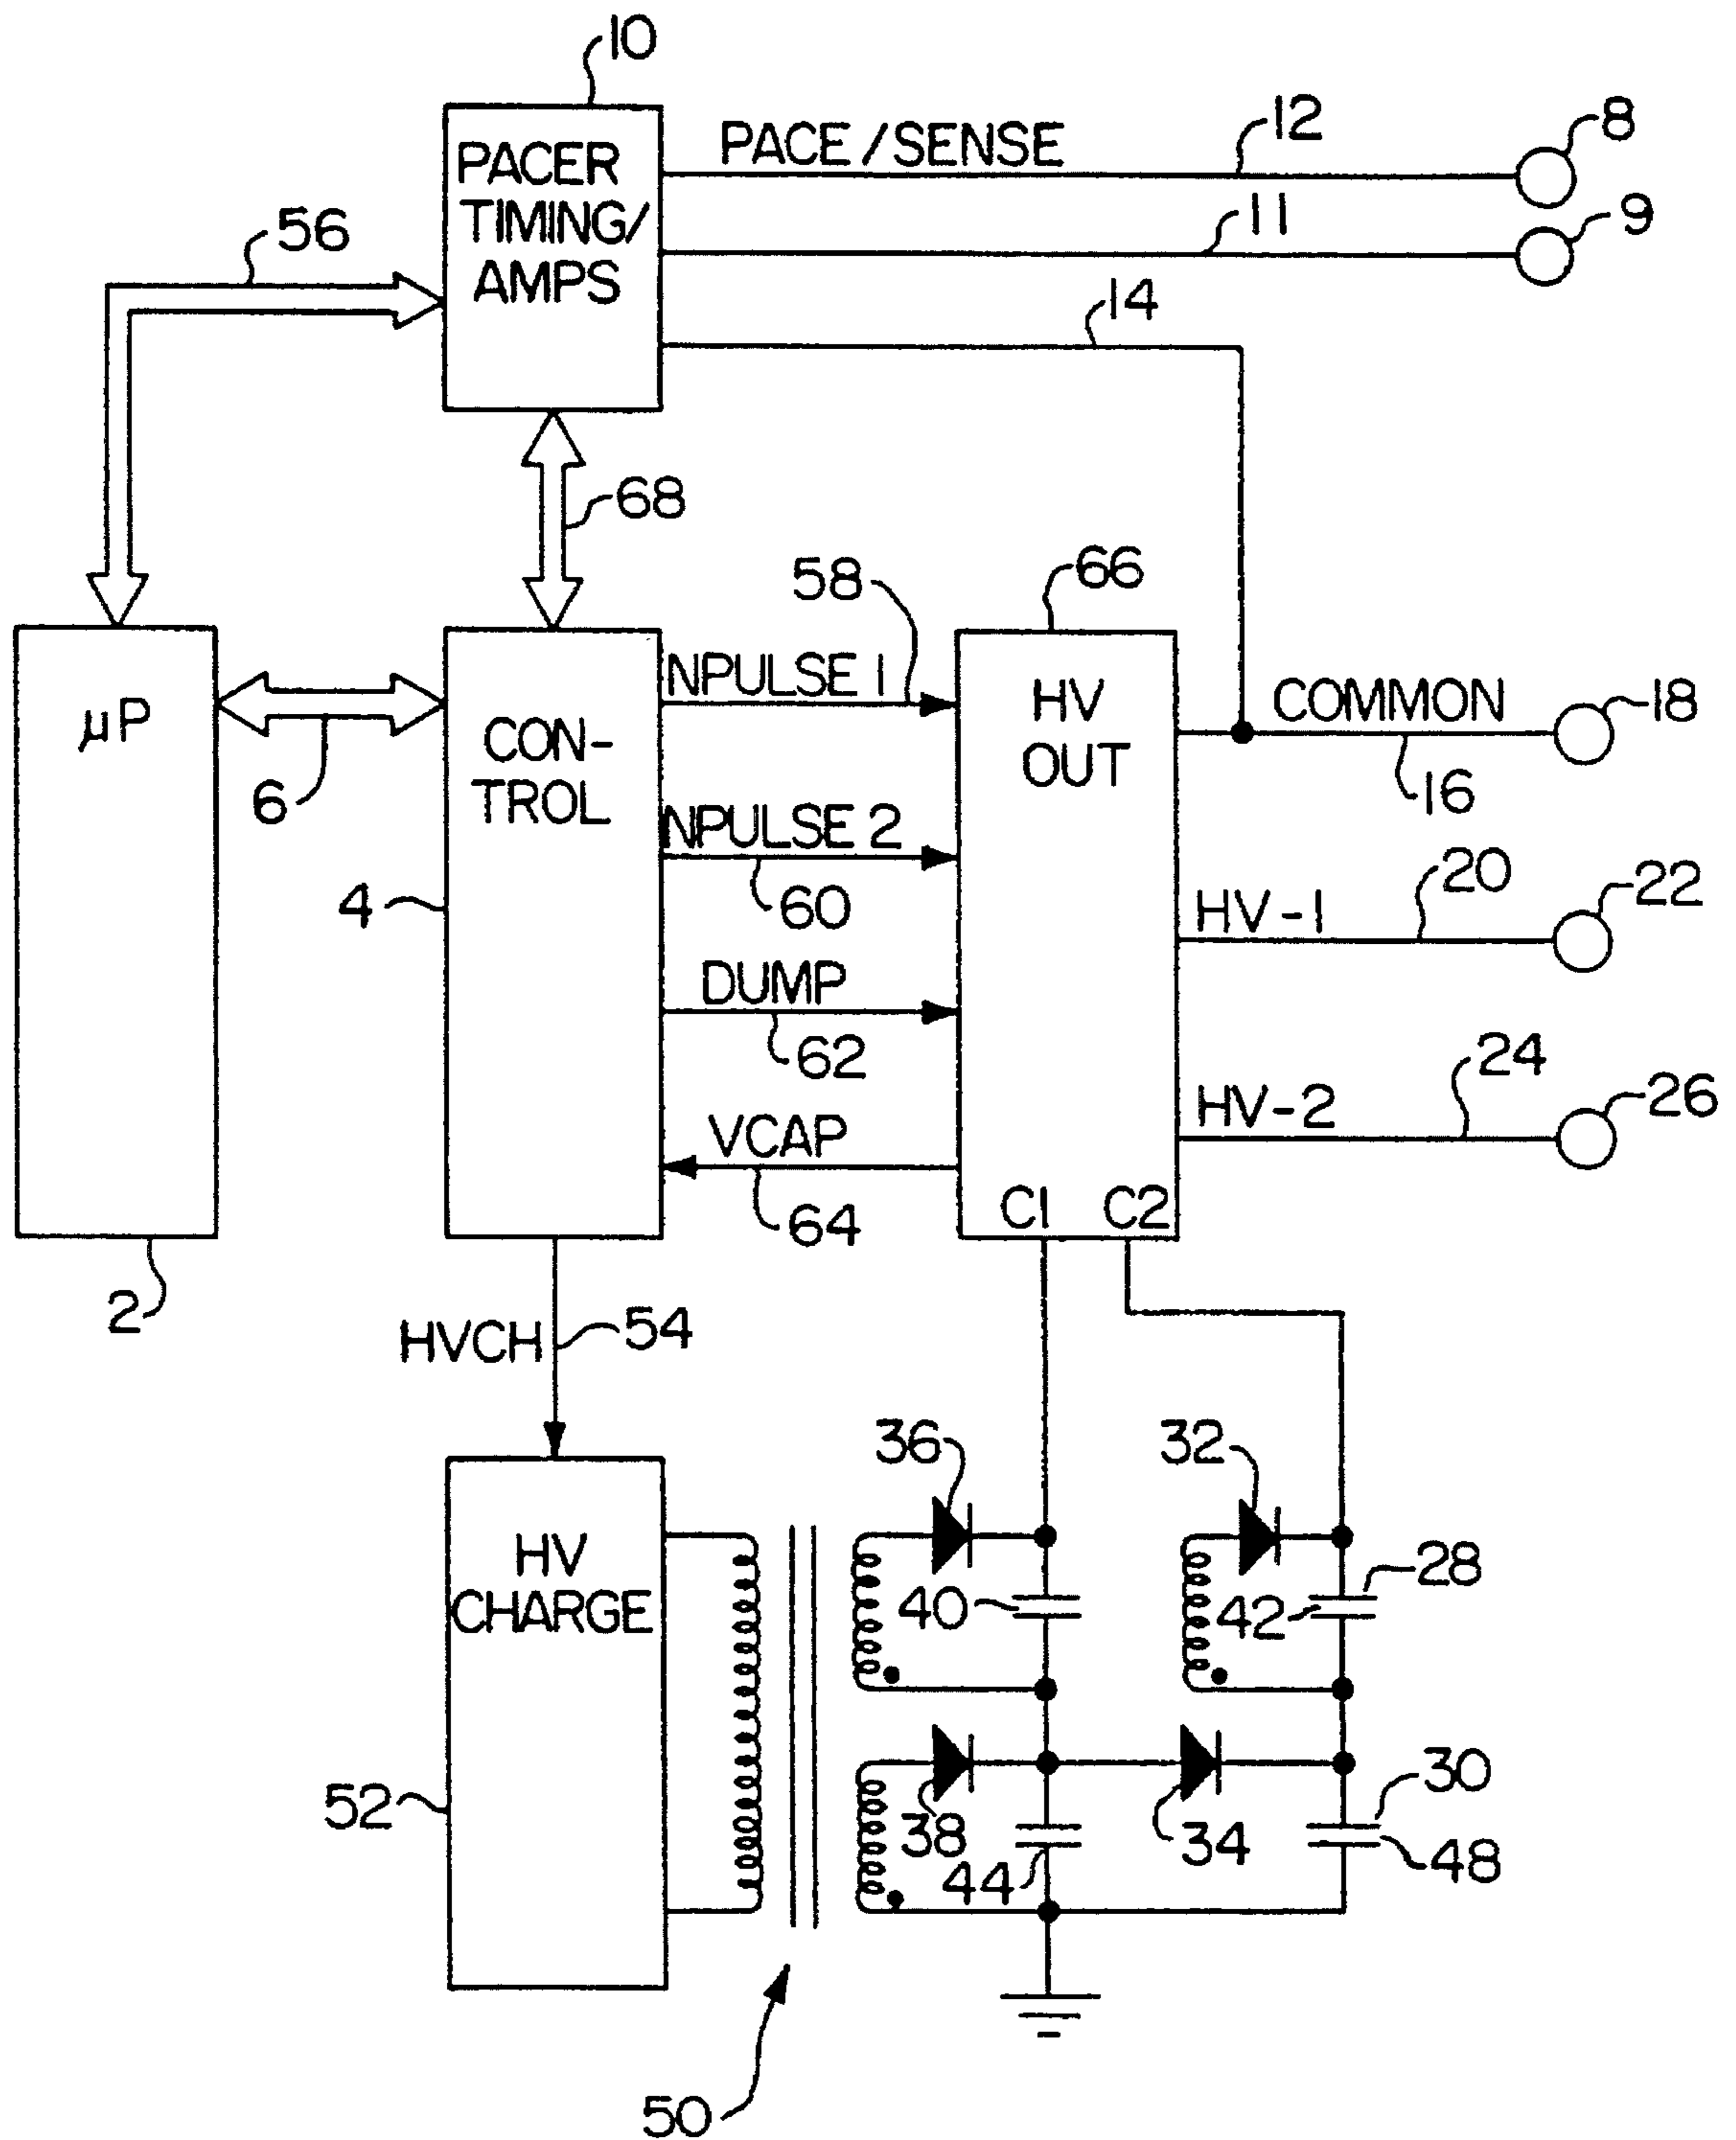 10
PACER
TIMING/
AMPS
PACE/SENSE
12
8
11
9
56
14
68
58
66
µP
6
CON-
TROL
4
NPULSE 1
NPULSE 2
60
DUMP
62
VCAP
64
HV
OUT
COMMON
18
16
HV-1
20
22
HV-2
24
26
C1
C2
2
HVCH
54
36
32
HV
CHARGE
40
42
28
52
38
34
30
44
48
50